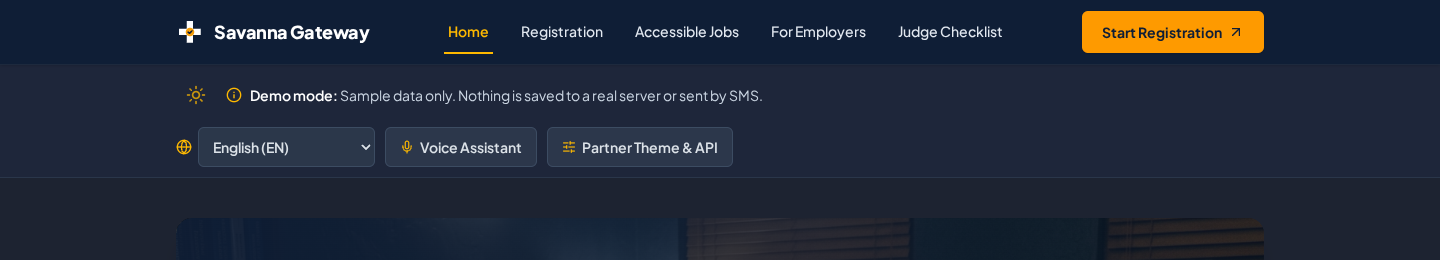 Savanna Gateway
Home
Registration
Accessible Jobs
For Employers
Judge Checklist
Start Registration
Demo mode: Sample data only. Nothing is saved to a real server or sent by SMS.
English (EN)
Voice Assistant
Partner Theme & API